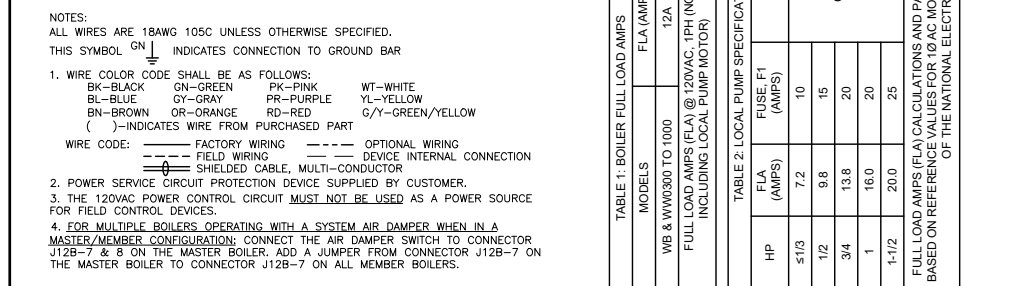 NOTES:
ALL WIRES ARE 18AWG 105C UNLESS OTHERWISE SPECIFIED.
THIS SYMBOL GN INDICATES CONNECTION TO GROUND BAR
1. WIRE COLOR CODE SHALL BE AS FOLLOWS:
BK-BLACK GN-GREEN PK-PINK WT-WHITE
BL-BLUE GY-GRAY PR-PURPLE YL-YELLOW
BN-BROWN OR-ORANGE RD-RED G/Y-GREEN/YELLOW
( )-INDICATES WIRE FROM PURCHASED PART
WIRE CODE: FACTORY WIRING OPTIONAL WIRING
FIELD WIRING DEVICE INTERNAL CONNECTION
SHIELDED CABLE, MULTI-CONDUCTOR
2. POWER SERVICE CIRCUIT PROTECTION DEVICE SUPPLIED BY CUSTOMER.
3. THE 120VAC POWER CONTROL CIRCUIT MUST NOT BE USED AS A POWER SOURCE
FOR FIELD CONTROL DEVICES.
4. FOR MULTIPLE BOILERS OPERATING WITH A SYSTEM AIR DAMPER WHEN IN A
MASTER/MEMBER CONFIGURATION: CONNECT THE AIR DAMPER SWITCH TO CONNECTOR
J12B-7 & 8 ON THE MASTER BOILER. ADD A JUMPER FROM CONNECTOR J12B-7 ON
THE MASTER BOILER TO CONNECTOR J12B-7 ON ALL MEMBER BOILERS.
TABLE 1: BOILER FULL LOAD AMPS
MODELS FLA (AMP
WB & WW0300 TO 1000 12A
FULL LOAD AMPS (FLA) @ 120VAC, 1PH (NO
INCLUDING LOCAL PUMP MOTOR)
TABLE 2: LOCAL PUMP SPECIFICAT
HP FLA (AMPS) FUSE, F1 (AMPS)
≤1/3 7.2 10
1/2 9.8 15
3/4 13.8 20
1 16.0 20
1-1/2 20.0 25
FULL LOAD AMPS (FLA) CALCULATIONS AND PA
BASED ON REFERENCE VALUES FOR 1Ø AC MO
OF THE NATIONAL ELECTR